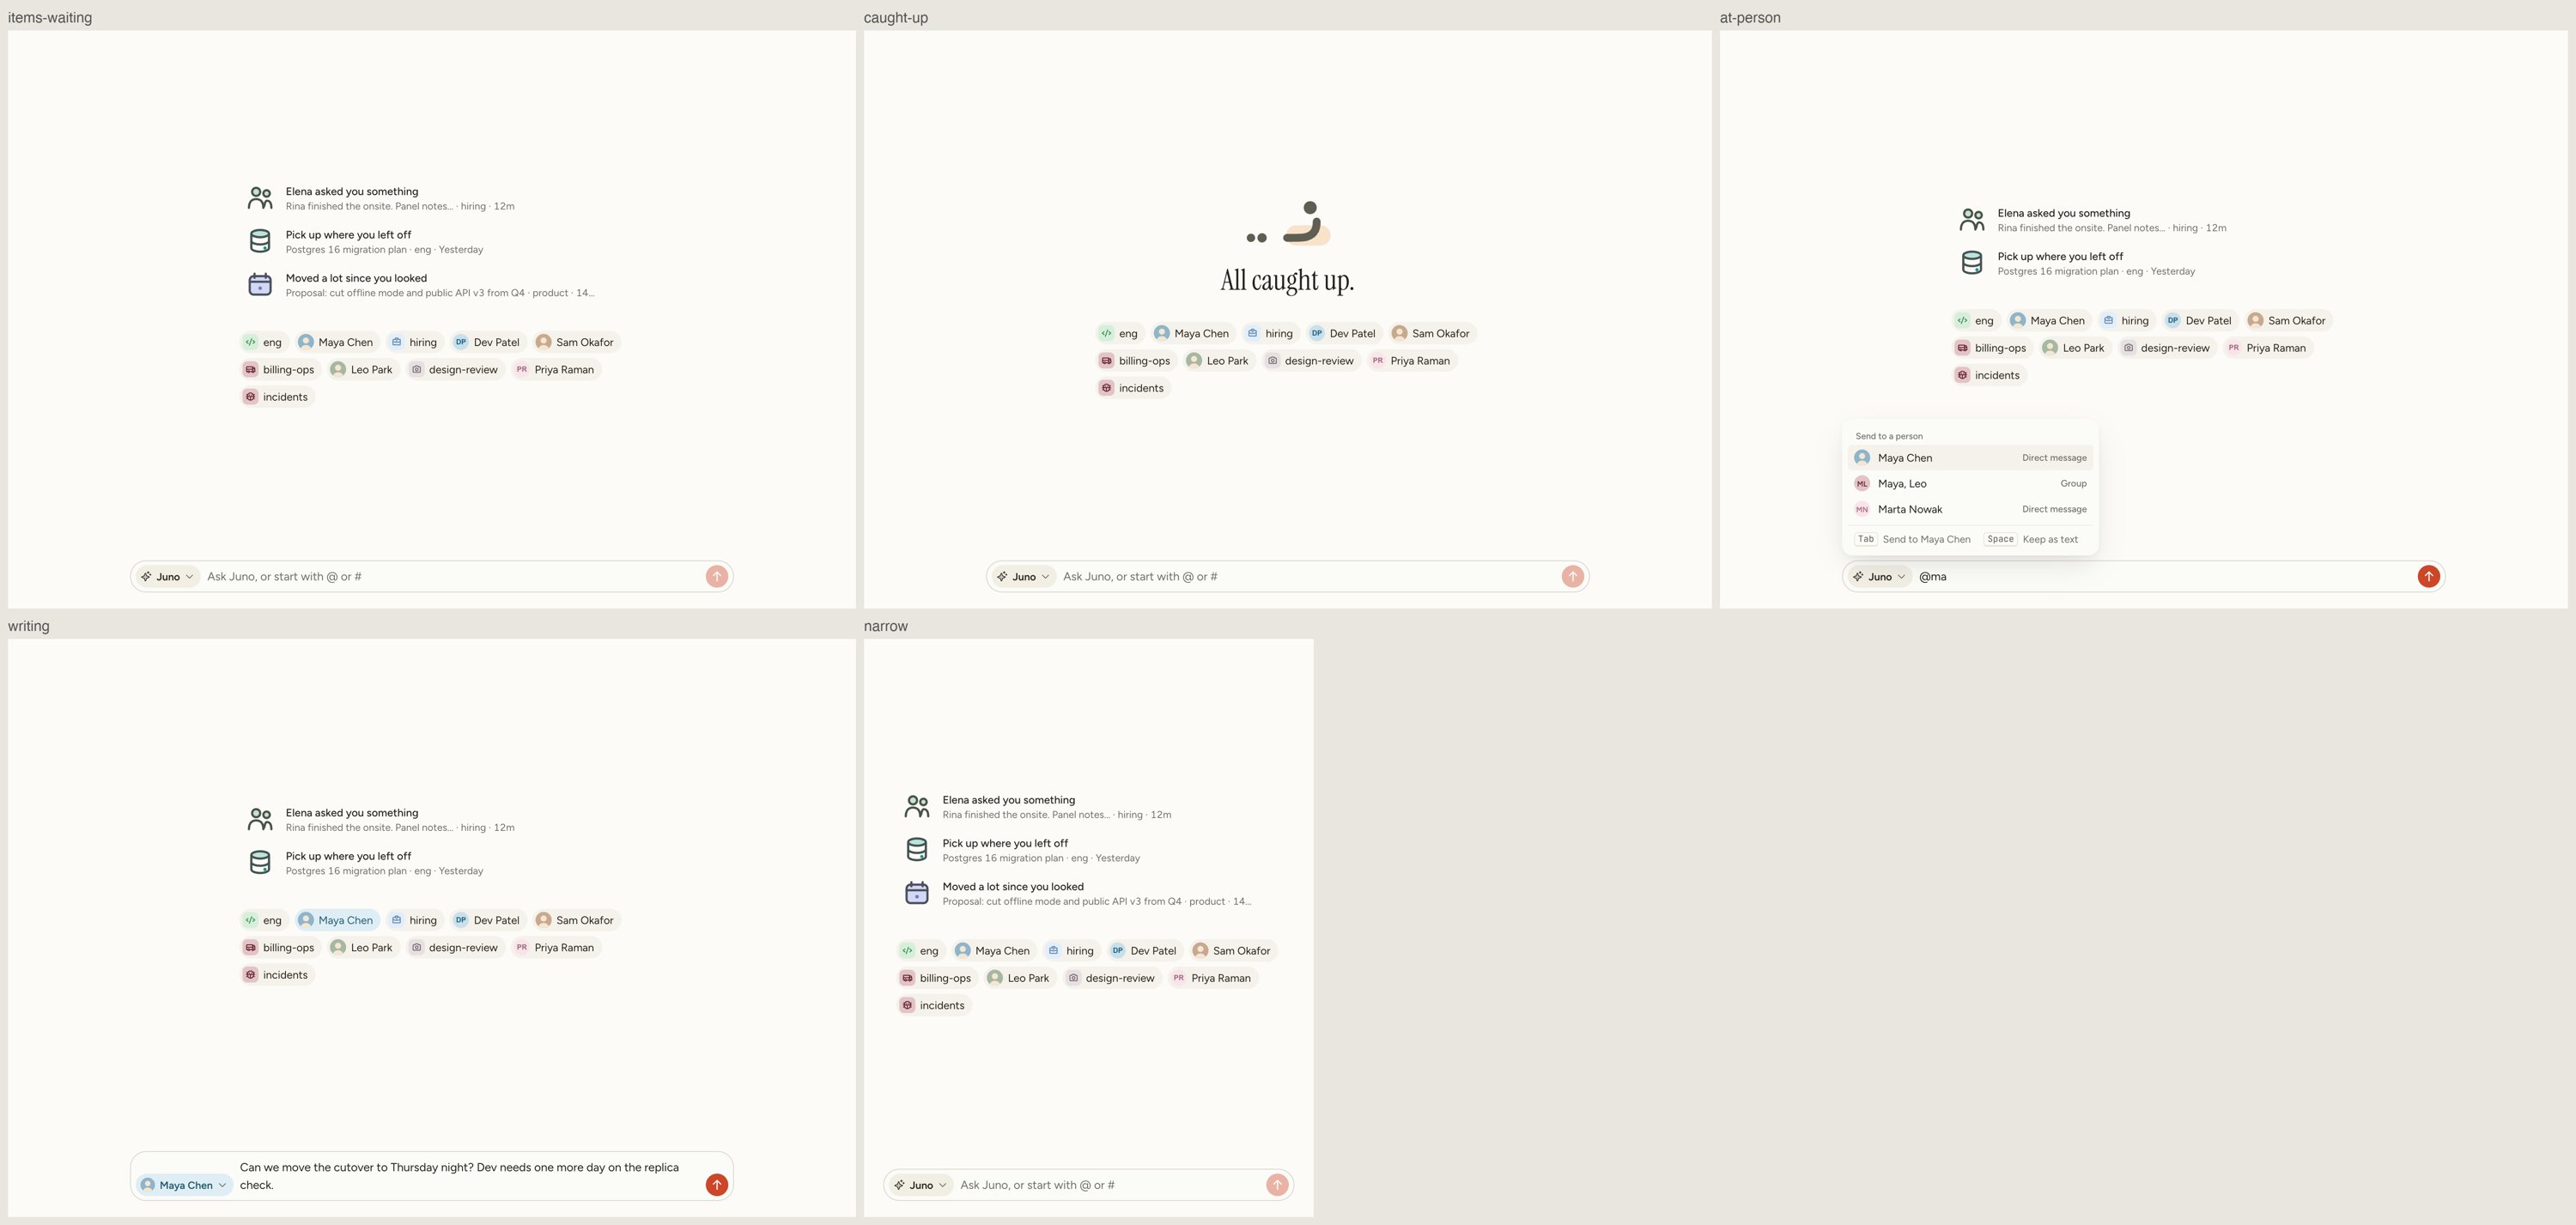 items-waiting
Elena asked you something
Rina finished the onsite. Panel notes... · hiring · 12m
Pick up where you left off
Postgres 16 migration plan · eng · Yesterday
Moved a lot since you looked
Proposal: cut offline mode and public API v3 from Q4 · product · 14...
eng Maya Chen hiring DP Dev Patel Sam Okafor
billing-ops Leo Park design-review PR Priya Raman
incidents
Juno Ask Juno, or start with @ or #
caught-up
All caught up.
eng Maya Chen hiring DP Dev Patel Sam Okafor
billing-ops Leo Park design-review PR Priya Raman
incidents
Juno Ask Juno, or start with @ or #
at-person
Elena asked you something
Rina finished the onsite. Panel notes... · hiring · 12m
Pick up where you left off
Postgres 16 migration plan · eng · Yesterday
eng Maya Chen hiring DP Dev Patel Sam Okafor
billing-ops Leo Park design-review PR Priya Raman
incidents
Send to a person
Maya Chen Direct message
ML Maya, Leo Group
MN Marta Nowak Direct message
Tab Send to Maya Chen Space Keep as text
Juno @ma
writing
Elena asked you something
Rina finished the onsite. Panel notes... · hiring · 12m
Pick up where you left off
Postgres 16 migration plan · eng · Yesterday
eng Maya Chen hiring DP Dev Patel Sam Okafor
billing-ops Leo Park design-review PR Priya Raman
incidents
Can we move the cutover to Thursday night? Dev needs one more day on the replica
Maya Chen check.
narrow
Elena asked you something
Rina finished the onsite. Panel notes... · hiring · 12m
Pick up where you left off
Postgres 16 migration plan · eng · Yesterday
Moved a lot since you looked
Proposal: cut offline mode and public API v3 from Q4 · product · 14...
eng Maya Chen hiring DP Dev Patel Sam Okafor
billing-ops Leo Park design-review PR Priya Raman
incidents
Juno Ask Juno, or start with @ or #